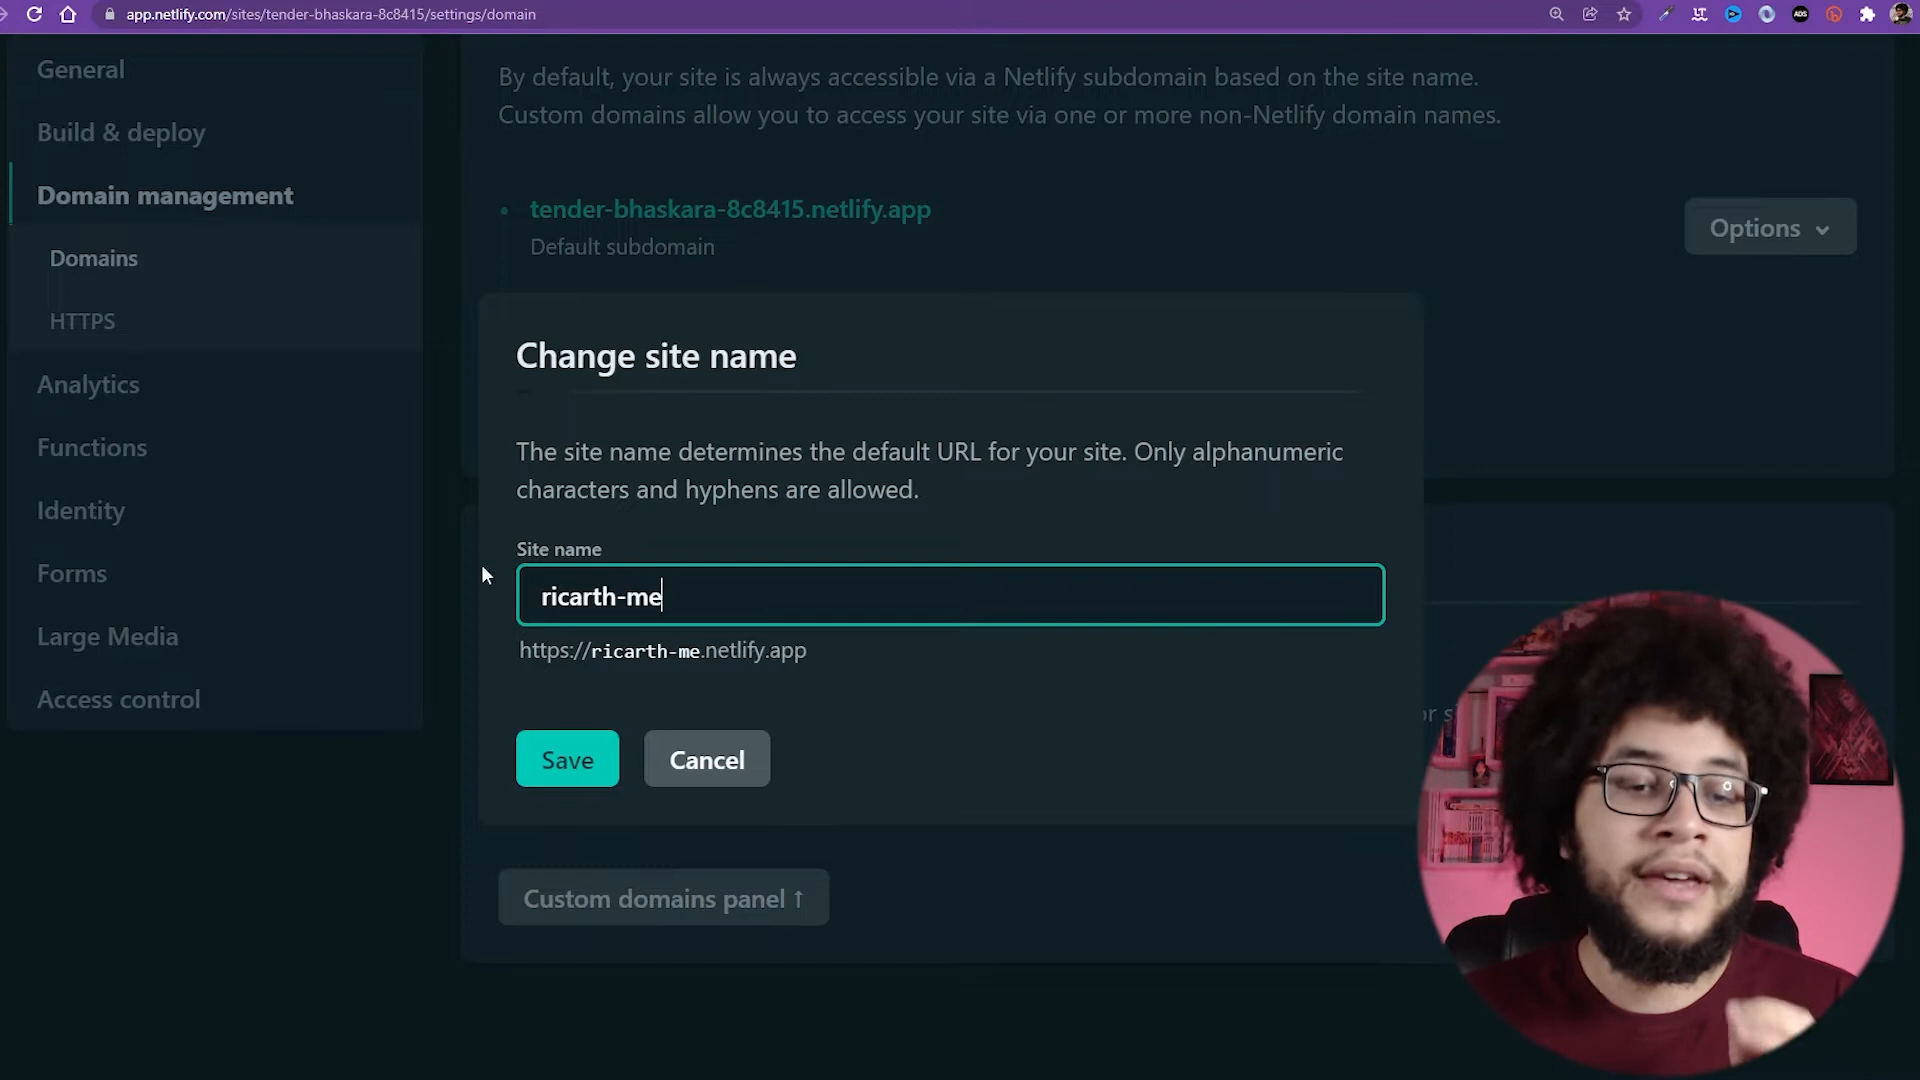 app.netlify.com/sites/tender-bhaskara-8c8415/settings/domain
General
Build & deploy
Domain management
Domains
HTTPS
Analytics
Functions
Identity
Forms
Large Media
Access control
By default, your site is always accessible via a Netlify subdomain based on the site name.
Custom domains allow you to access your site via one or more non-Netlify domain names.
tender-bhaskara-8c8415.netlify.app
Default subdomain
Options
Change site name
The site name determines the default URL for your site. Only alphanumeric
characters and hyphens are allowed.
Site name
ricarth-me
https://ricarth-me.netlify.app
Save
Cancel
Custom domains panel ↑